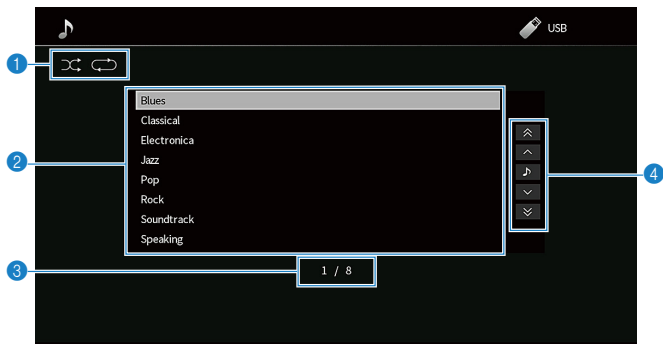 USB
1
Blues
Classical
Electronica
2
Jazz
4
Pop
Rock
Soundtrack
Speaking
3
1 / 8